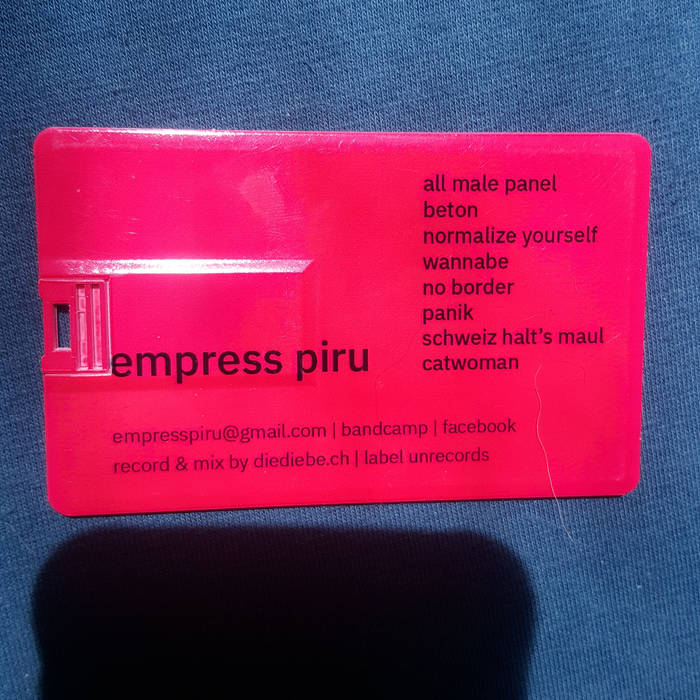 all male panel
beton
normalize yourself
wannabe
no border
panik
schweiz halt's maul
catwoman
empress piru
empresspiru@gmail.com | bandcamp | facebook
record & mix by diediebe.ch | label unrecords